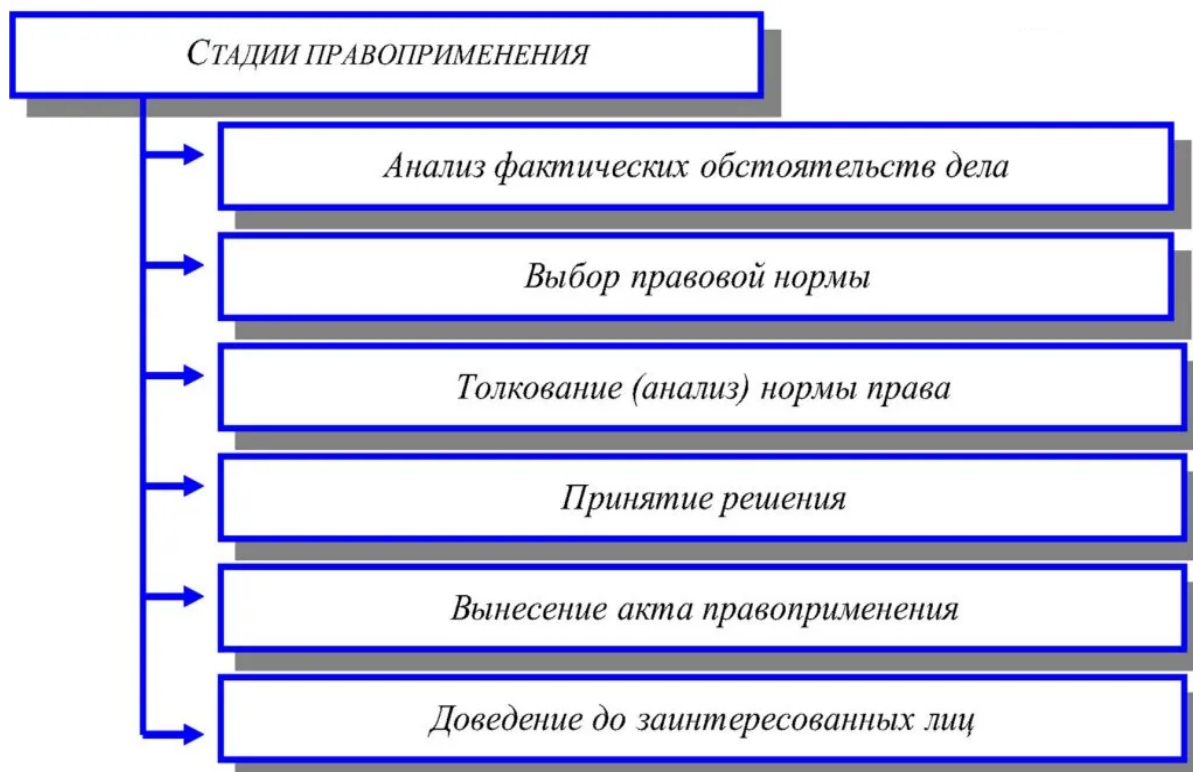 СТАДИИ ПРАВОПРИМЕНЕНИЯ
Анализ фактических обстоятельств дела
Выбор правовой нормы
Толкование (анализ) нормы права
Принятие решения
Вынесение акта правоприменения
Доведение до заинтересованных лиц